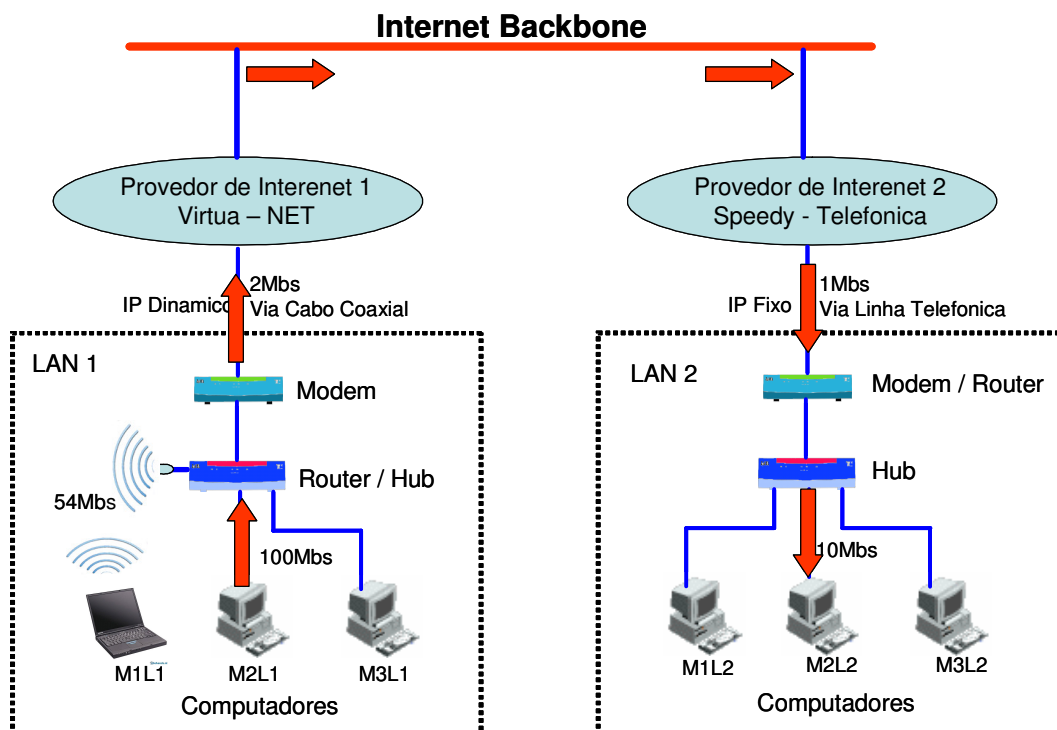 Internet Backbone
Provedor de Interenet 1
Virtua – NET
Provedor de Interenet 2
Speedy - Telefonica
IP Dinamico
2Mbs
Via Cabo Coaxial
IP Fixo
1Mbs
Via Linha Telefonica
LAN 1
Modem
Router / Hub
54Mbs
100Mbs
M1L1
M2L1
M3L1
Computadores
LAN 2
Modem / Router
Hub
10Mbs
M1L2
M2L2
M3L2
Computadores